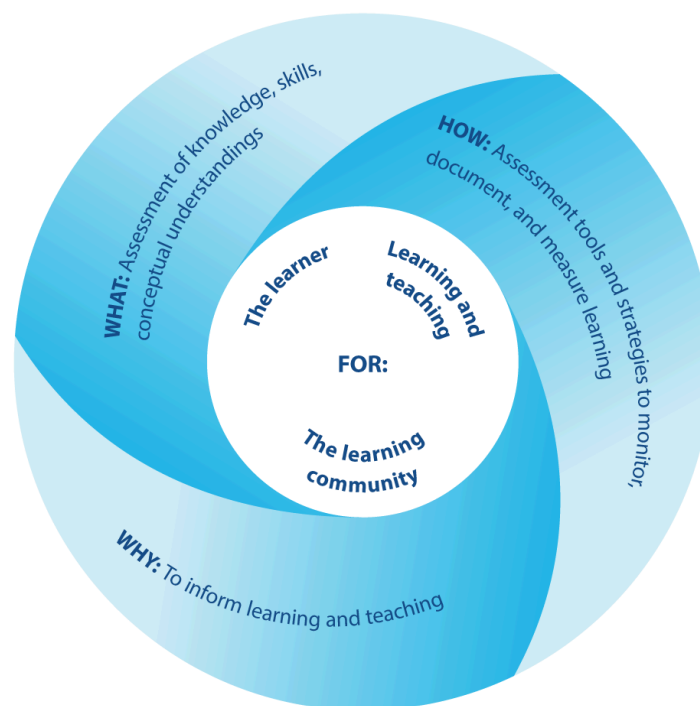 WHAT: Assessment of knowledge, skills,
conceptual understandings
HOW: Assessment tools and strategies to monitor,
document, and measure learning
The learner
Learning and
teaching
FOR:
The learning
community
WHY: To inform learning and teaching